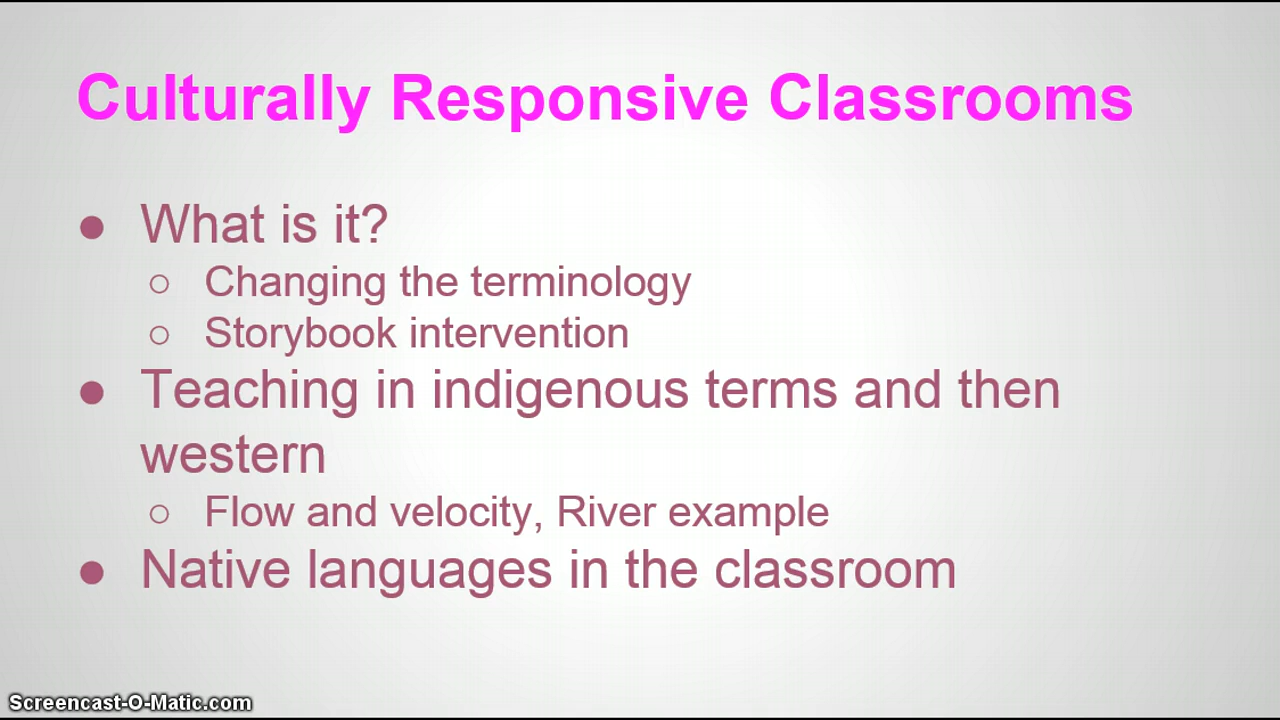 Culturally Responsive Classrooms
● What is it?
○ Changing the terminology
○ Storybook intervention
● Teaching in indigenous terms and then
western
○ Flow and velocity, River example
● Native languages in the classroom
Screencast-O-Matic.com